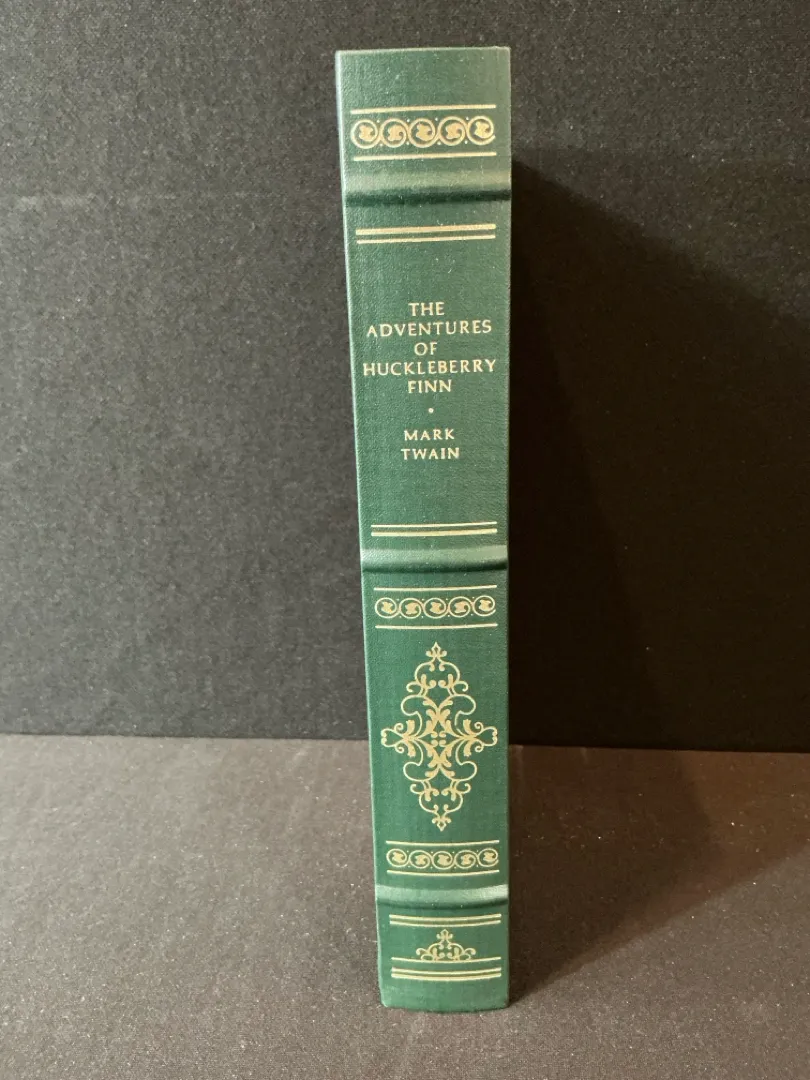 THE
ADVENTURES
OF
HUCKLEBERRY
FINN
•
MARK
TWAIN